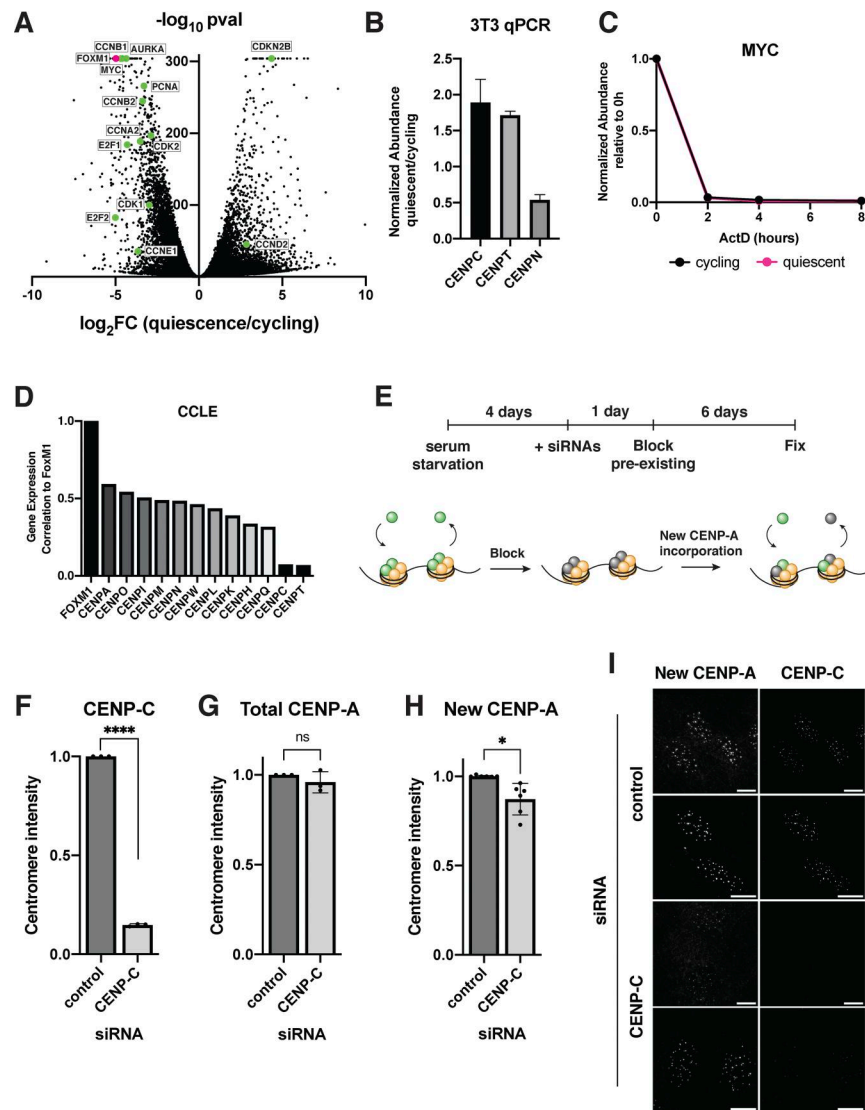 A
-log10 pval
CCNB1
AURKA
CDKN2B
FOXM1
MYC
PCNA
CCNB2
CCNA2
CDK2
E2F1
CDK1
E2F2
CCNE1
CCND2
300
200
00
-10
-5
0
5
10
log2FC (quiescence/cycling)
B
3T3 qPCR
Normalized Abundance
quiescent/cycling
2.5
2.0
1.5
1.0
0.5
0.0
CENPC
CENPT
CENPN
C
MYC
Normalized Abundance
relative to 0h
1.0
0.5
0.0
0
2
4
6
8
ActD (hours)
cycling
quiescent
D
CCLE
Gene Expression
Correlation to FoxM1
1.0
0.5
0.0
FOXM1
CENPA
CENPO
CENPI
CENPM
CENPN
CENPW
CENPL
CENPK
CENPH
CENPQ
CENPC
CENPT
E
4 days
1 day
6 days
serum
starvation
+ siRNAs
Block
pre-existing
Fix
Block
New CENP-A
incorporation
F
CENP-C
****
Centromere intensity
1.0
0.5
0.0
control
CENP-C
siRNA
G
Total CENP-A
ns
Centromere intensity
1.0
0.5
0.0
control
CENP-C
siRNA
H
New CENP-A
*
Centromere intensity
1.0
0.5
0.0
control
CENP-C
siRNA
I
New CENP-A
CENP-C
siRNA
control
CENP-C